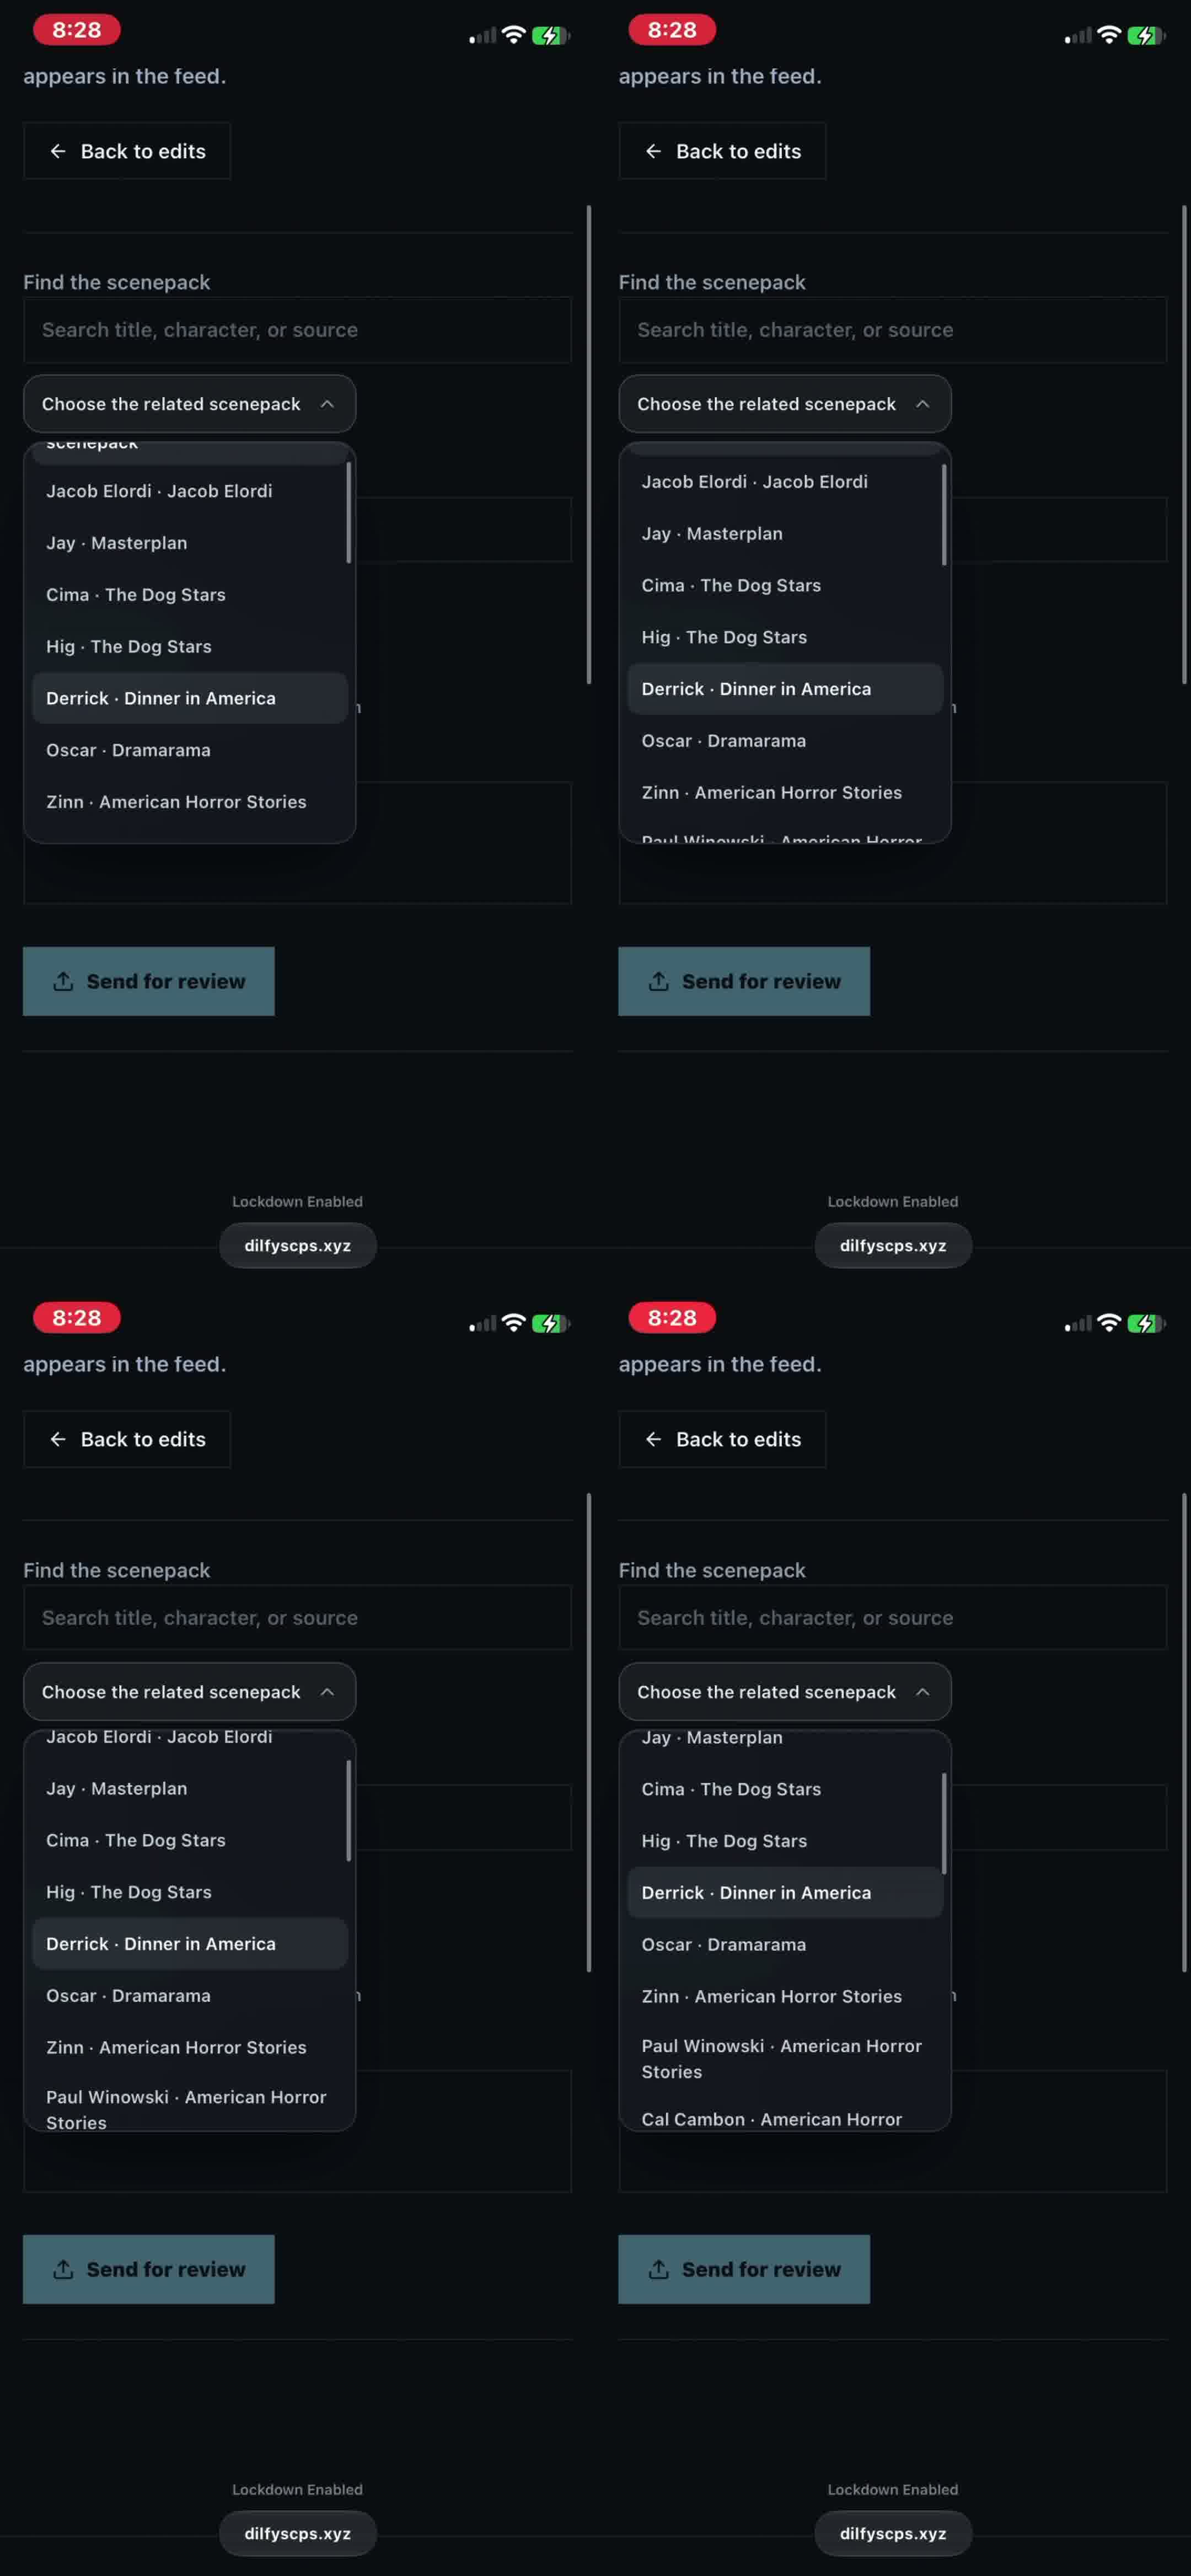 8:28
appears in the feed.
Back to edits
Find the scenepack
Search title, character, or source
Choose the related scenepack
scenepack
Jacob Elordi · Jacob Elordi
Jay · Masterplan
Cima · The Dog Stars
Hig · The Dog Stars
Derrick · Dinner in America
Oscar · Dramarama
Zinn · American Horror Stories
Send for review
Lockdown Enabled
dilfyscps.xyz
8:28
appears in the feed.
Back to edits
Find the scenepack
Search title, character, or source
Choose the related scenepack
Jacob Elordi · Jacob Elordi
Jay · Masterplan
Cima · The Dog Stars
Hig · The Dog Stars
Derrick · Dinner in America
Oscar · Dramarama
Zinn · American Horror Stories
Paul Winowski · American Horror
Send for review
Lockdown Enabled
dilfyscps.xyz
8:28
appears in the feed.
Back to edits
Find the scenepack
Search title, character, or source
Choose the related scenepack
Jacob Elordi · Jacob Elordi
Jay · Masterplan
Cima · The Dog Stars
Hig · The Dog Stars
Derrick · Dinner in America
Oscar · Dramarama
Zinn · American Horror Stories
Paul Winowski · American Horror
Stories
Send for review
Lockdown Enabled
dilfyscps.xyz
8:28
appears in the feed.
Back to edits
Find the scenepack
Search title, character, or source
Choose the related scenepack
Jay · Masterplan
Cima · The Dog Stars
Hig · The Dog Stars
Derrick · Dinner in America
Oscar · Dramarama
Zinn · American Horror Stories
Paul Winowski · American Horror
Stories
Cal Cambon · American Horror
Send for review
Lockdown Enabled
dilfyscps.xyz